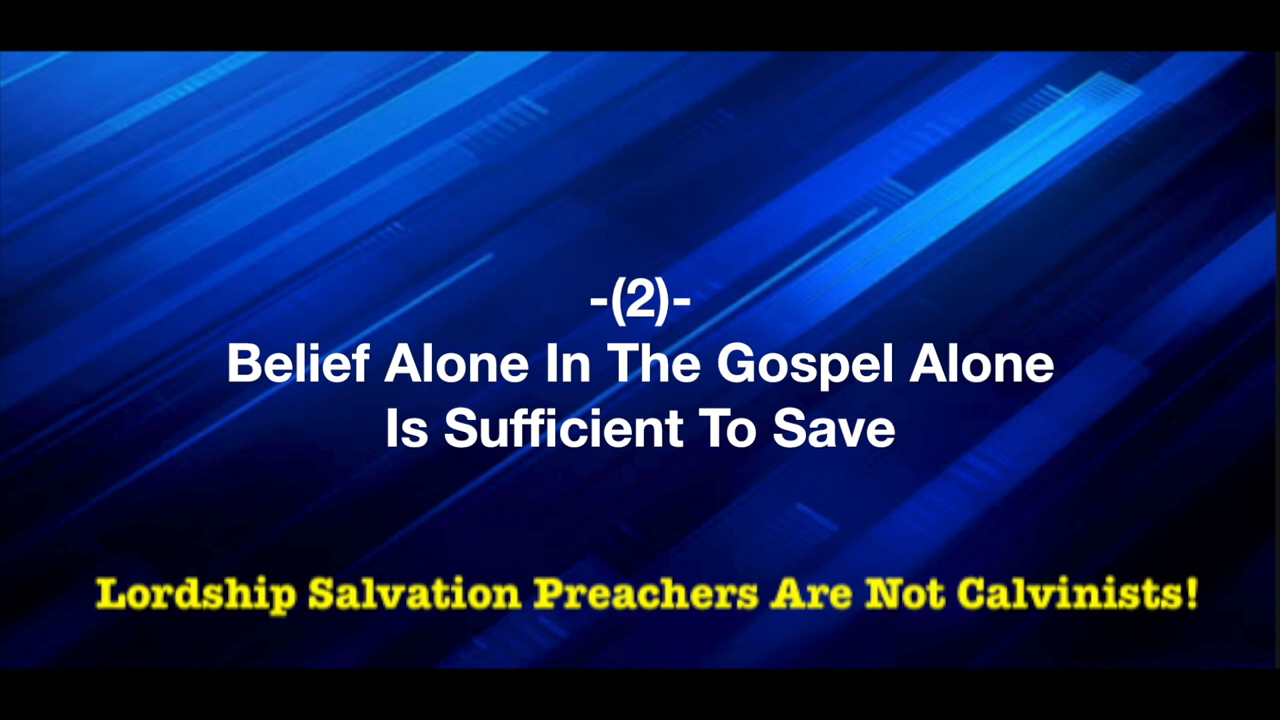 -(2)-
Belief Alone In The Gospel Alone
Is Sufficient To Save
Lordship Salvation Preachers Are Not Calvinists!